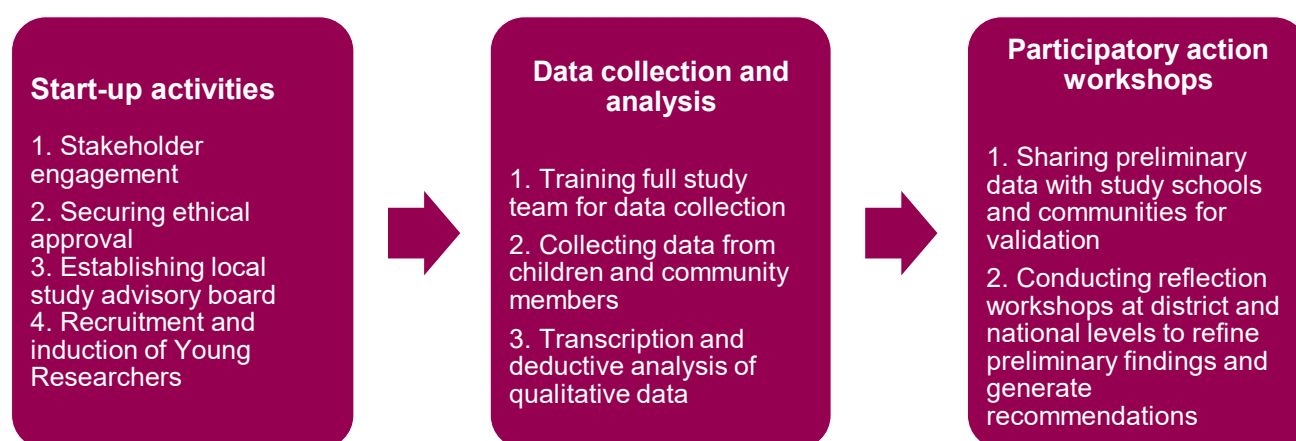 Start-up activities
1. Stakeholder
engagement
2. Securing ethical
approval
3. Establishing local
study advisory board
4. Recruitment and
induction of Young
Researchers
Data collection and
analysis
1. Training full study
team for data collection
2. Collecting data from
children and community
members
3. Transcription and
deductive analysis of
qualitative data
Participatory action
workshops
1. Sharing preliminary
data with study schools
and communities for
validation
2. Conducting reflection
workshops at district and
national levels to refine
preliminary findings and
generate
recommendations